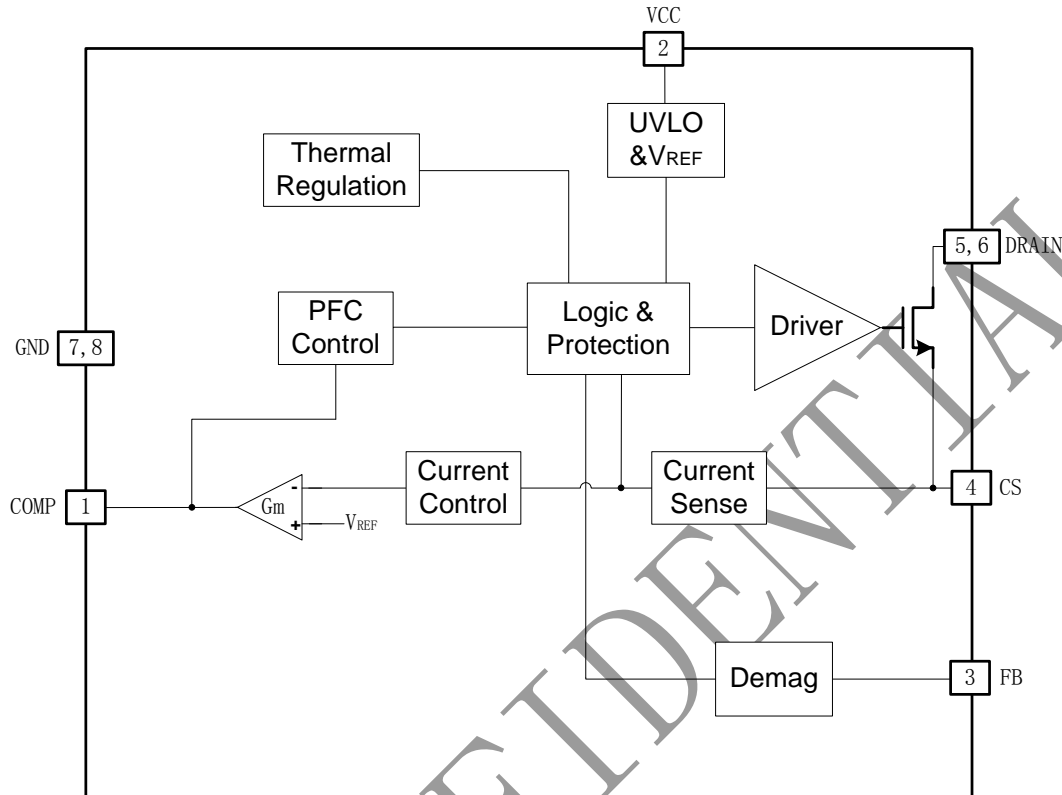 VCC
2
UVLO
&VREF
Thermal
Regulation
5,6 DRAIN
PFC
Control
Logic &
Protection
Driver
GND 7,8
COMP 1
Gm
-
+
VREF
Current
Control
Current
Sense
4 CS
Demag
3 FB
FIDENTIAL